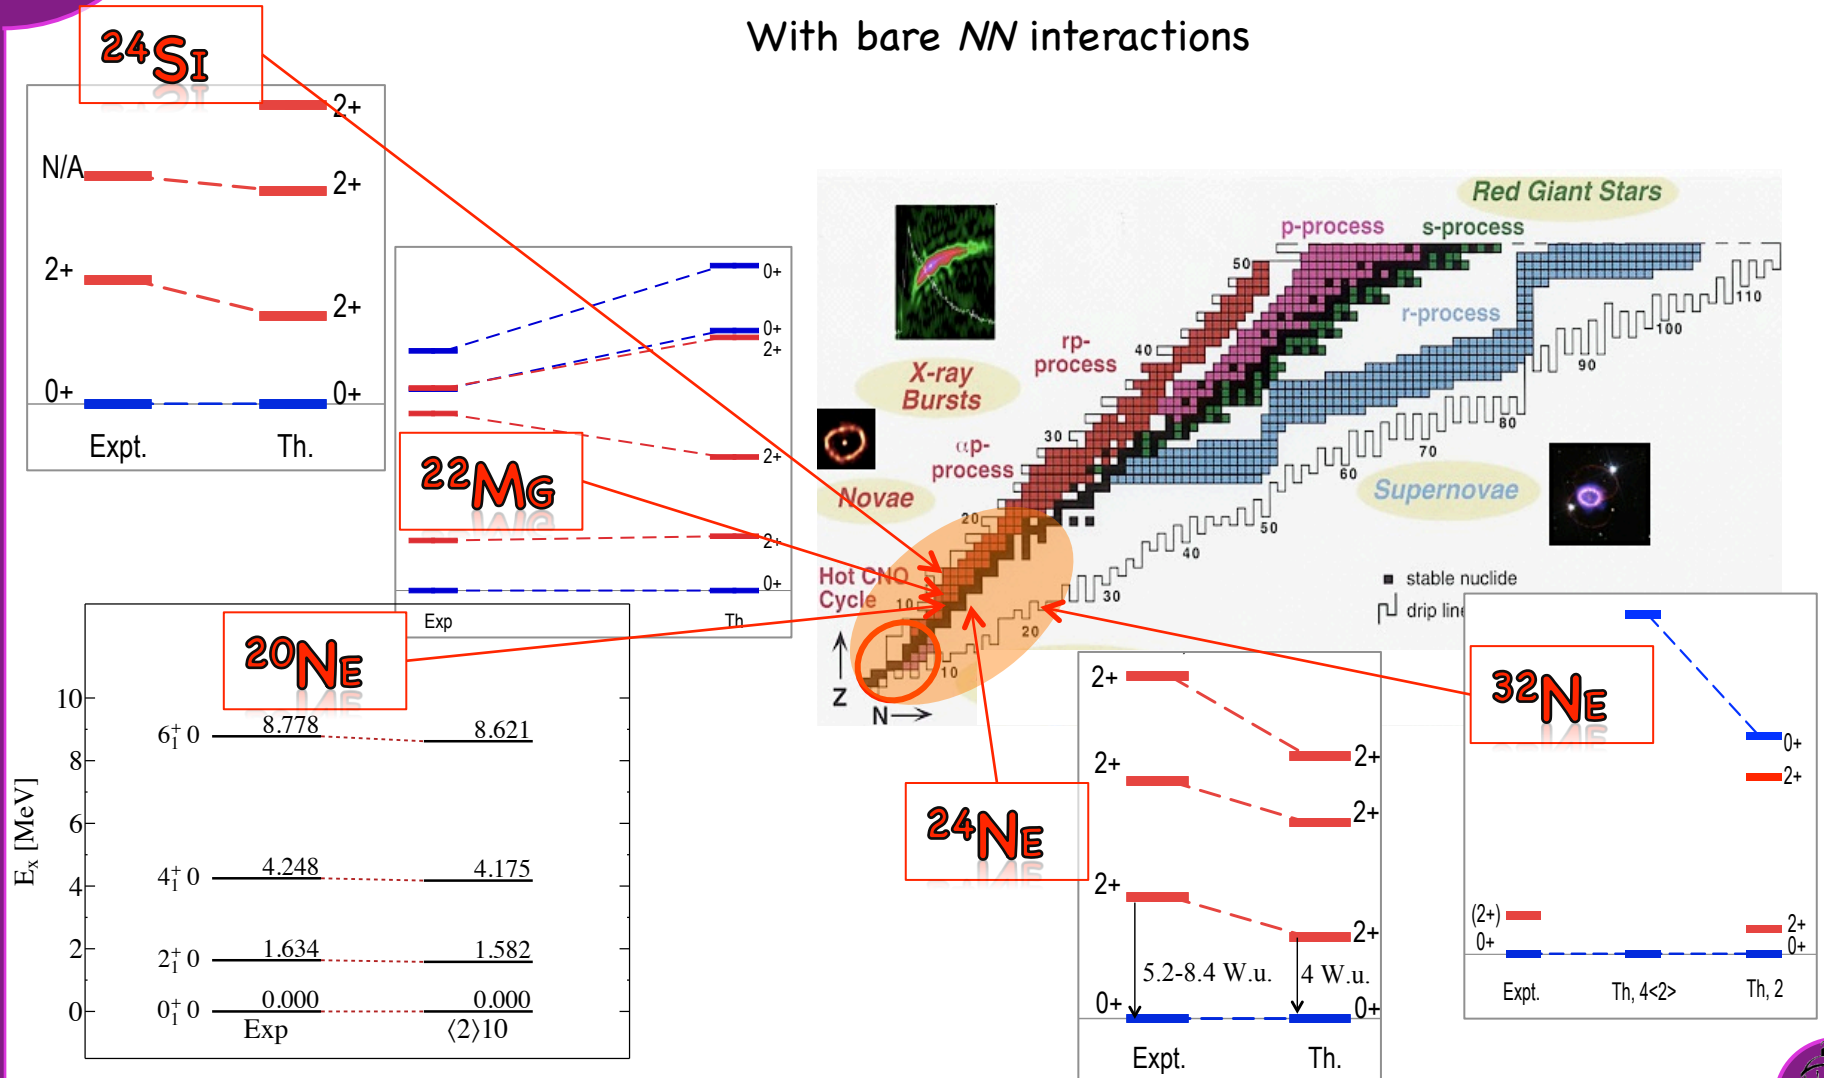 With bare NN interactions
24SI
2+
N/A
2+
2+
2+
0+
0+
Expt.
Th.
0+
0+
2+
22MG
2+
2+
0+
Exp
Th
20NE
10
8
6
4
2
0
Ex [MeV]
6+1 0
8.778
8.621
4+1 0
4.248
4.175
2+1 0
1.634
1.582
0+1 0
0.000
0.000
Exp
⟨2⟩10
Red Giant Stars
p-process
s-process
50
r-process
110
100
90
80
70
60
50
40
30
20
10
rp-
process
40
X-ray
Bursts
30
αp-
process
Novae
20
Supernovae
Hot CNO
Cycle
10
stable nuclide
drip line
Z
N
24NE
2+
2+
2+
2+
2+
2+
5.2-8.4 W.u.
4 W.u.
0+
0+
Expt.
Th.
32NE
0+
2+
(2+)
0+
2+
0+
Expt.
Th, 4<2>
Th, 2